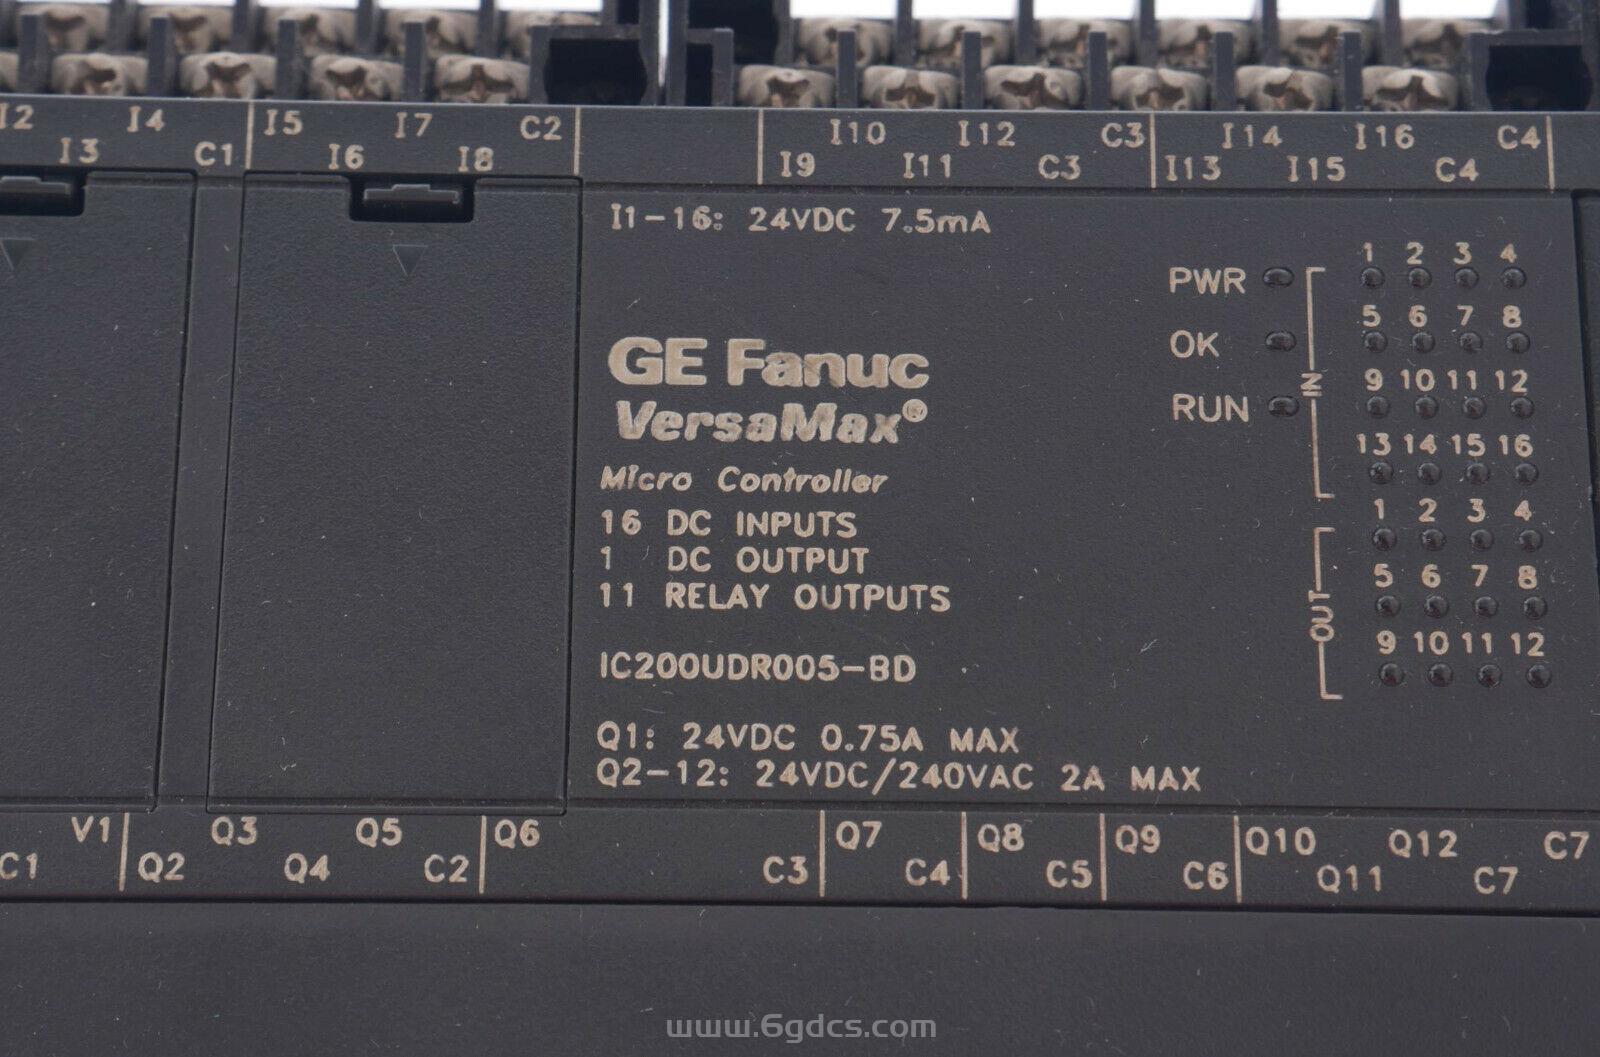 I2 I4 I5 I7 C2 I10 I12 C3 I14 I16 C4
I3 C1 I6 I8 I9 I11 C3 I13 I15 C4
I1-16: 24VDC 7.5mA
1 2 3 4
PWR
5 6 7 8
OK
IN
9 10 11 12
RUN
13 14 15 16
GE Fanuc
VersaMax®
Micro Controller
16 DC INPUTS
1 DC OUTPUT
11 RELAY OUTPUTS
1 2 3 4
5 6 7 8
OUT
9 10 11 12
IC200UDR005-BD
Q1: 24VDC 0.75A MAX
Q2-12: 24VDC/240VAC 2A MAX
V1 Q3 Q5 Q6 Q7 Q8 Q9 Q10 Q12 C7
C1 Q2 Q4 C2 C3 C4 C5 C6 Q11 C7
www.6gdcs.com